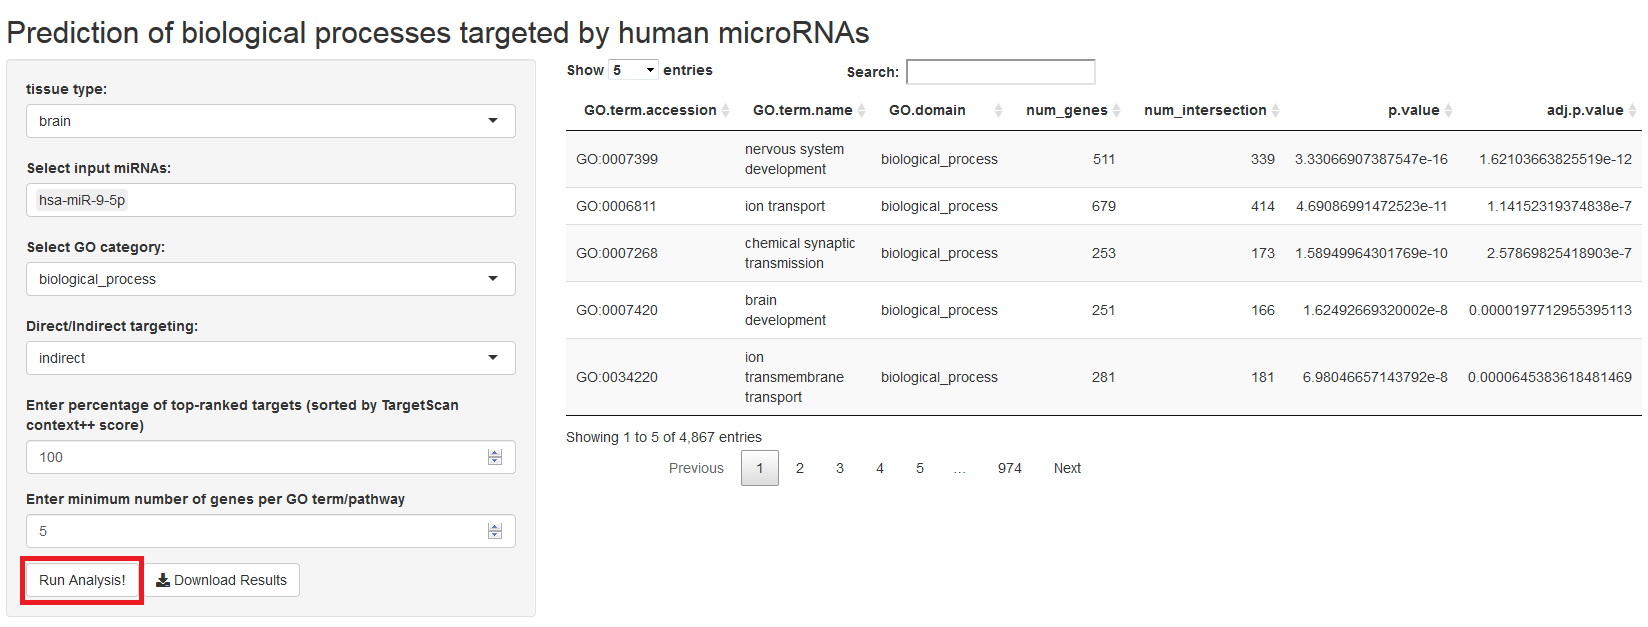 Prediction of biological processes targeted by human microRNAs
tissue type:
brain
Select input miRNAs:
hsa-miR-9-5p
Select GO category:
biological_process
Direct/Indirect targeting:
indirect
Enter percentage of top-ranked targets (sorted by TargetScan
context++ score)
100
Enter minimum number of genes per GO term/pathway
5
Run Analysis! Download Results
Show 5 entries Search:
GO.term.accession GO.term.name GO.domain num_genes num_intersection p.value adj.p.value
GO:0007399 nervous system development biological_process 511 339 3.33066907387547e-16 1.62103663825519e-12
GO:0006811 ion transport biological_process 679 414 4.69086991472523e-11 1.14152319374838e-7
GO:0007268 chemical synaptic transmission biological_process 253 173 1.58949964301769e-10 2.57869825418903e-7
GO:0007420 brain development biological_process 251 166 1.62492669320002e-8 0.0000197712955395113
GO:0034220 ion transmembrane transport biological_process 281 181 6.98046657143792e-8 0.0000645383618481469
Showing 1 to 5 of 4,867 entries
Previous 1 2 3 4 5 … 974 Next